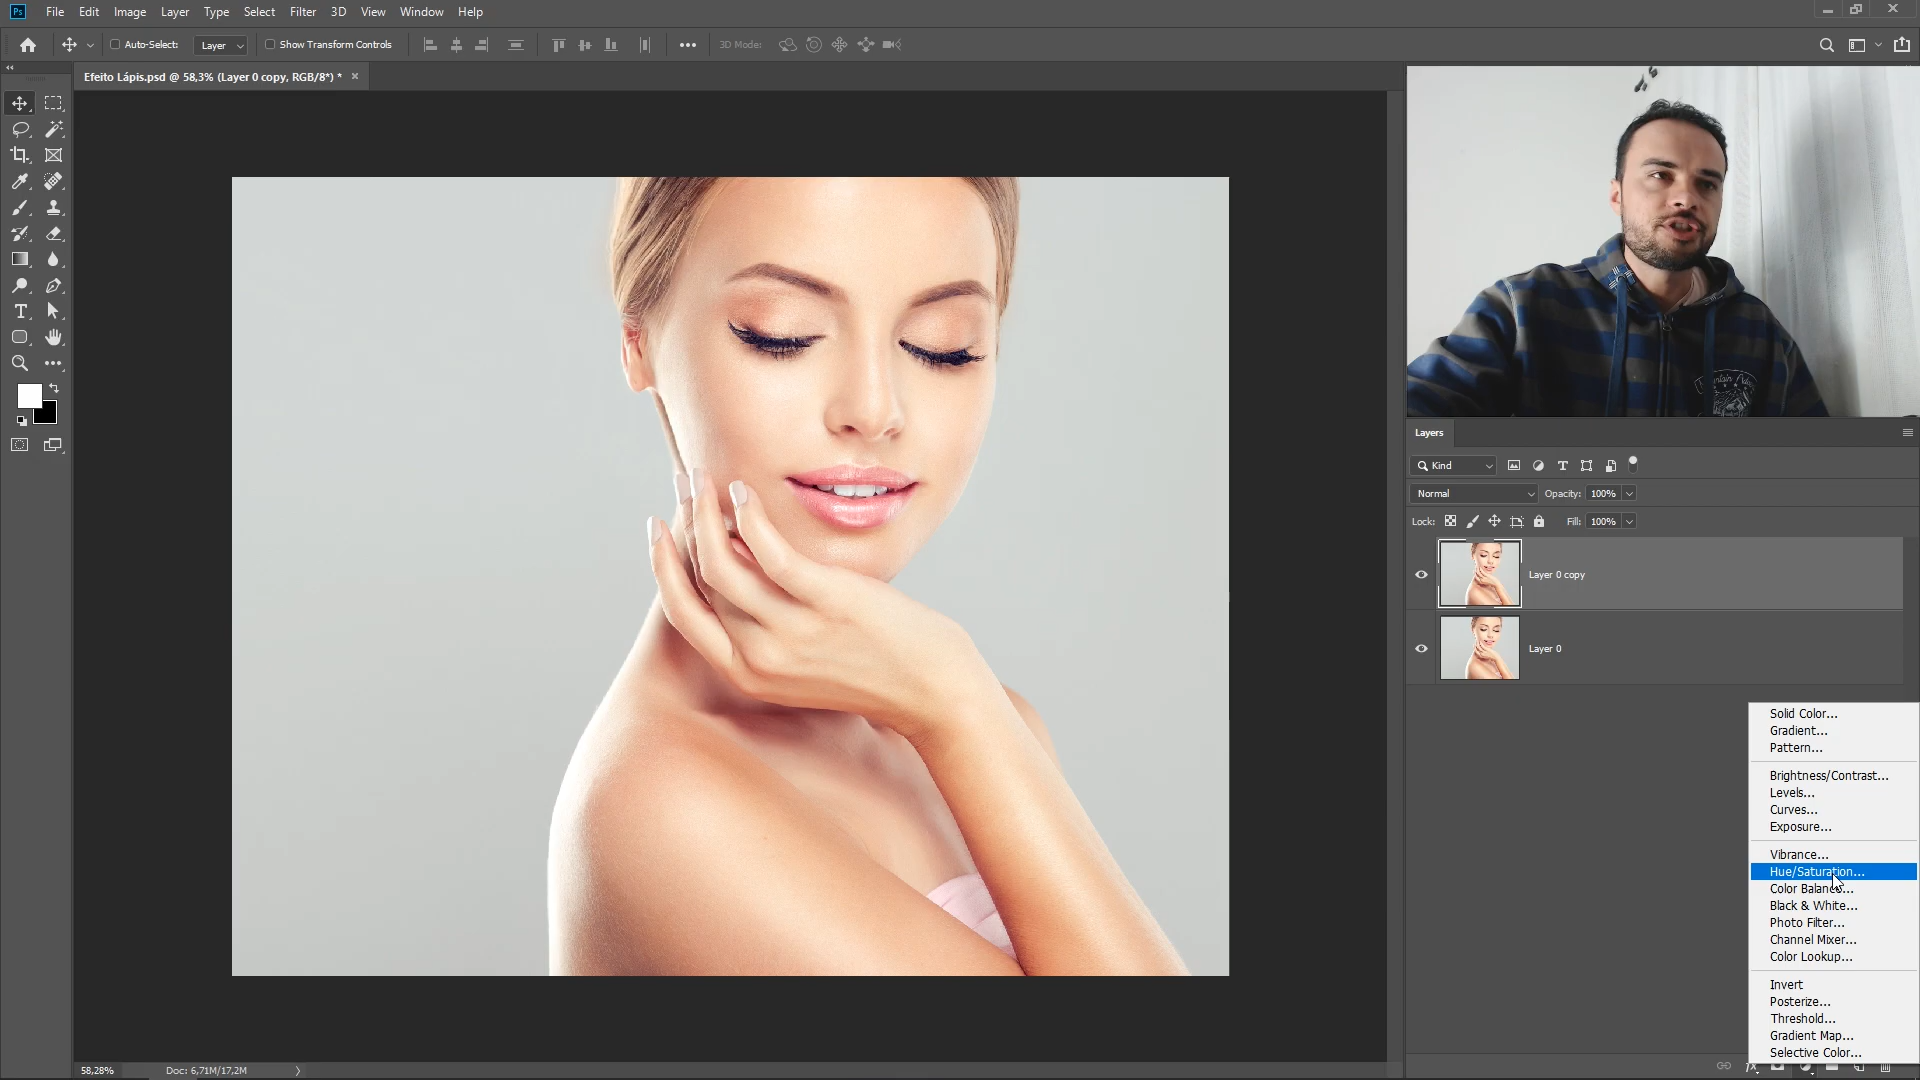 Ps File Edit Image Layer Type Select Filter 3D View Window Help
Auto-Select: Layer Show Transform Controls 3D Mode:
Efeito Lápis.psd @ 58,3% (Layer 0 copy, RGB/8*) *
Layers
Kind
Normal Opacity: 100%
Lock: Fill: 100%
Layer 0 copy
Layer 0
Solid Color...
Gradient...
Pattern...
Brightness/Contrast...
Levels...
Curves...
Exposure...
Vibrance...
Hue/Saturation...
Color Balance...
Black & White...
Photo Filter...
Channel Mixer...
Color Lookup...
Invert
Posterize...
Threshold...
Gradient Map...
Selective Color...
58,28% Doc: 6,71M/17,2M